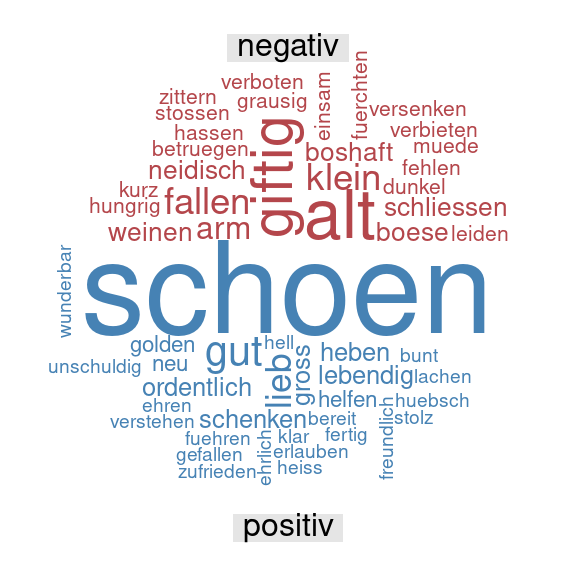 negativ
verboten
zittern
grausig
stossen
einsam
fuerchten
versenken
hassen
giftig
verbieten
betruegen
boshaft
muede
neidisch
klein
fehlen
kurz
fallen
dunkel
hungrig
alt
schliessen
weinen
arm
boese
leiden
schoen
wunderbar
golden
gut
hell
heben
bunt
unschuldig
neu
lieb
gross
lebendig
lachen
ordentlich
ehren
helfen
huebsch
verstehen
schenken
bereit
stolz
fuehren
klar
fertig
freundlich
gefallen
ehrlich
erlauben
zufrieden
heiss
positiv